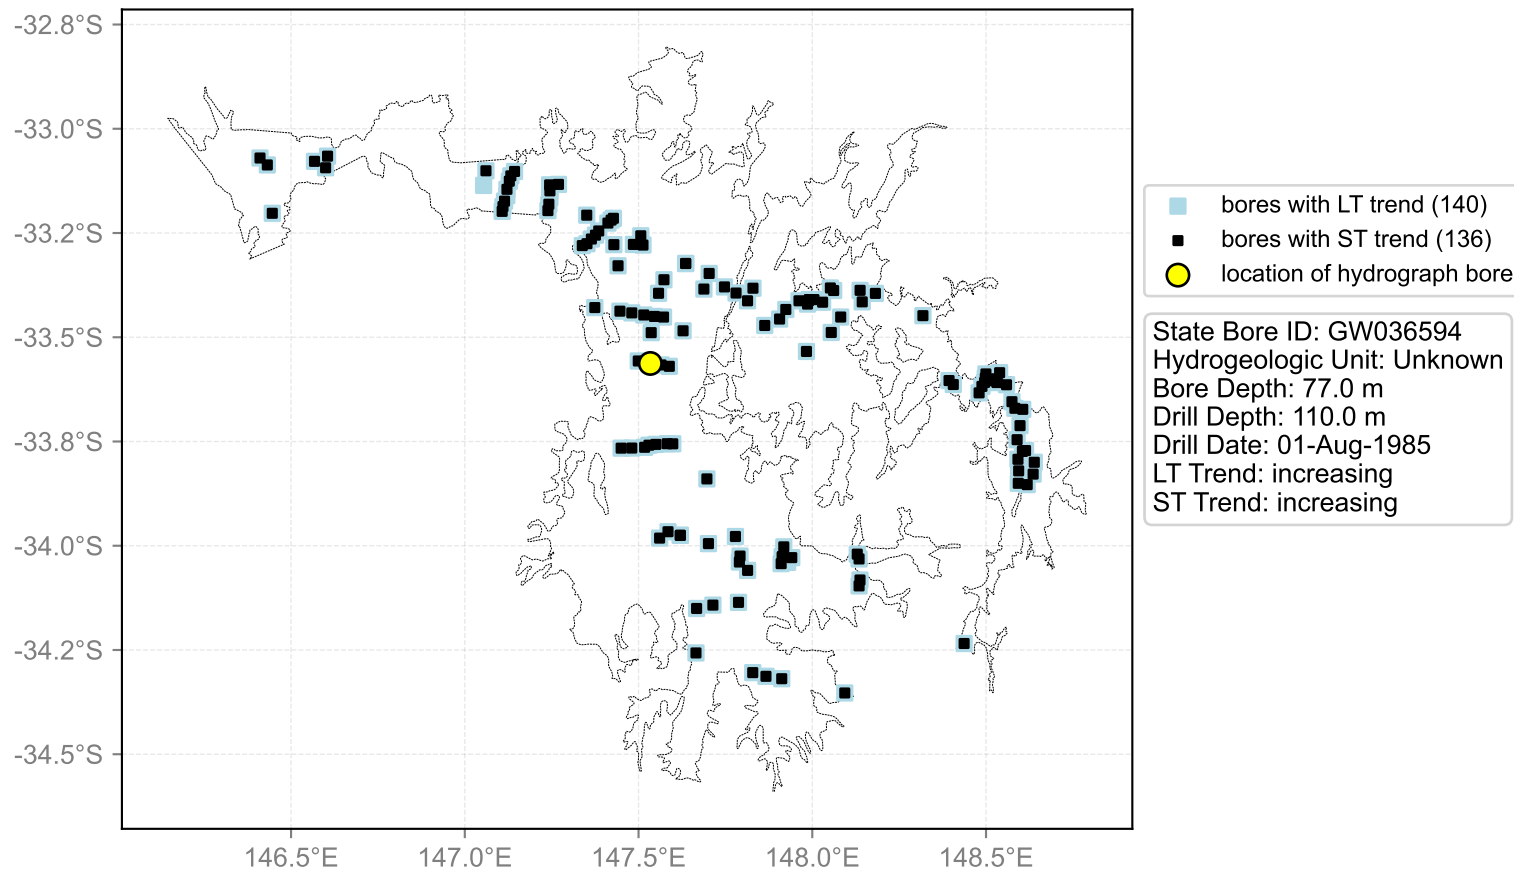 -32.8°S
-33.0°S
-33.2°S
-33.5°S
-33.8°S
-34.0°S
-34.2°S
-34.5°S
146.5°E
147.0°E
147.5°E
148.0°E
148.5°E
bores with LT trend (140)
bores with ST trend (136)
location of hydrograph bore
State Bore ID: GW036594
Hydrogeologic Unit: Unknown
Bore Depth: 77.0 m
Drill Depth: 110.0 m
Drill Date: 01-Aug-1985
LT Trend: increasing
ST Trend: increasing